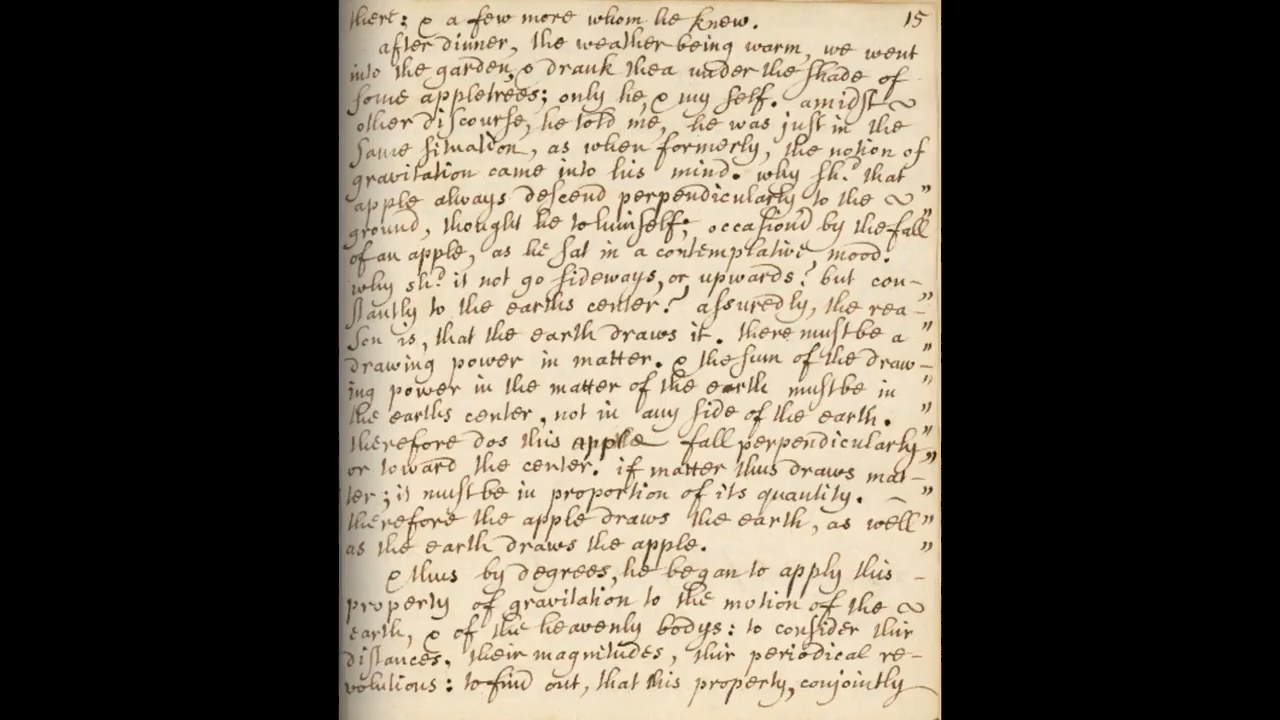 there: & a few more whom he knew. 15
after dinner, the weather being warm, we went
into the garden, & drank thea under the shade of
some appletrees; only he, & my self. amidst
other discourse, he told me, he was just in the
same situation, as when formerly, the notion of
gravitation came into his mind. why sh.d that
apple always descend perpendicularly to the "
ground, thought he to himself; occasion'd by the fall "
of an apple, as he sat in a contemplative mood.
why sh.d it not go sideways, or upwards? but con-
stantly to the earths center? assuredly, the rea- "
son is, that the earth draws it. there must be a "
drawing power in matter. & the sum of the draw- "
ing power in the matter of the earth must be in "
the earths center, not in any side of the earth. "
therefore dos this apple fall perpendicularly "
or toward the center. if matter thus draws mat- "
ter; it must be in proportion of its quantity. "
therefore the apple draws the earth, as well "
as the earth draws the apple. "
& thus by degrees, he began to apply this
property of gravitation to the motion of the
earth, & of the heavenly bodys: to consider thir
distances, their magnitudes, thir periodical re-
volutions: to find out, that this property, conjointly